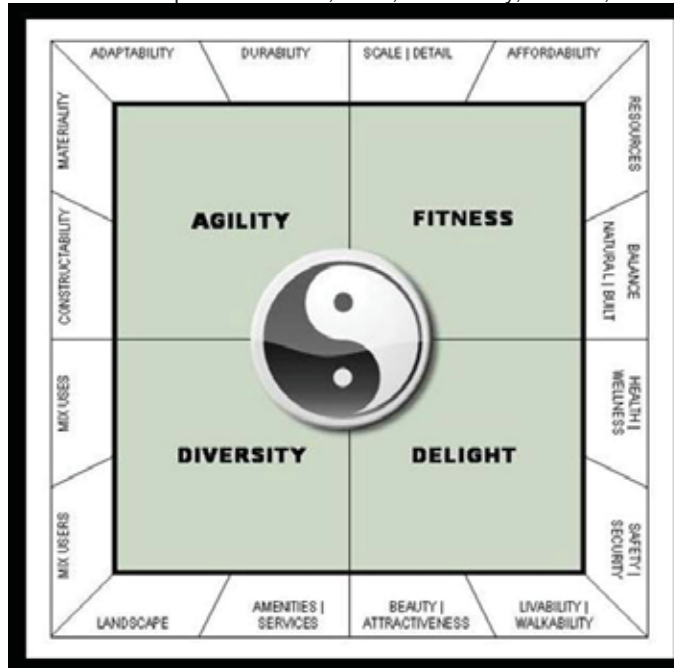 ADAPTABILITY
DURABILITY
SCALE | DETAIL
AFFORDABILITY
MATERIALITY
CONSTRUCTABILITY
MIX USES
MIX USERS
RESOURCES
BALANCE
NATURAL | BUILT
HEALTH |
WELLNESS
SAFETY |
SECURITY
AGILITY
FITNESS
DIVERSITY
DELIGHT
LANDSCAPE
AMENITIES |
SERVICES
BEAUTY |
ATTRACTIVENESS
LIVABILITY |
WALKABILITY